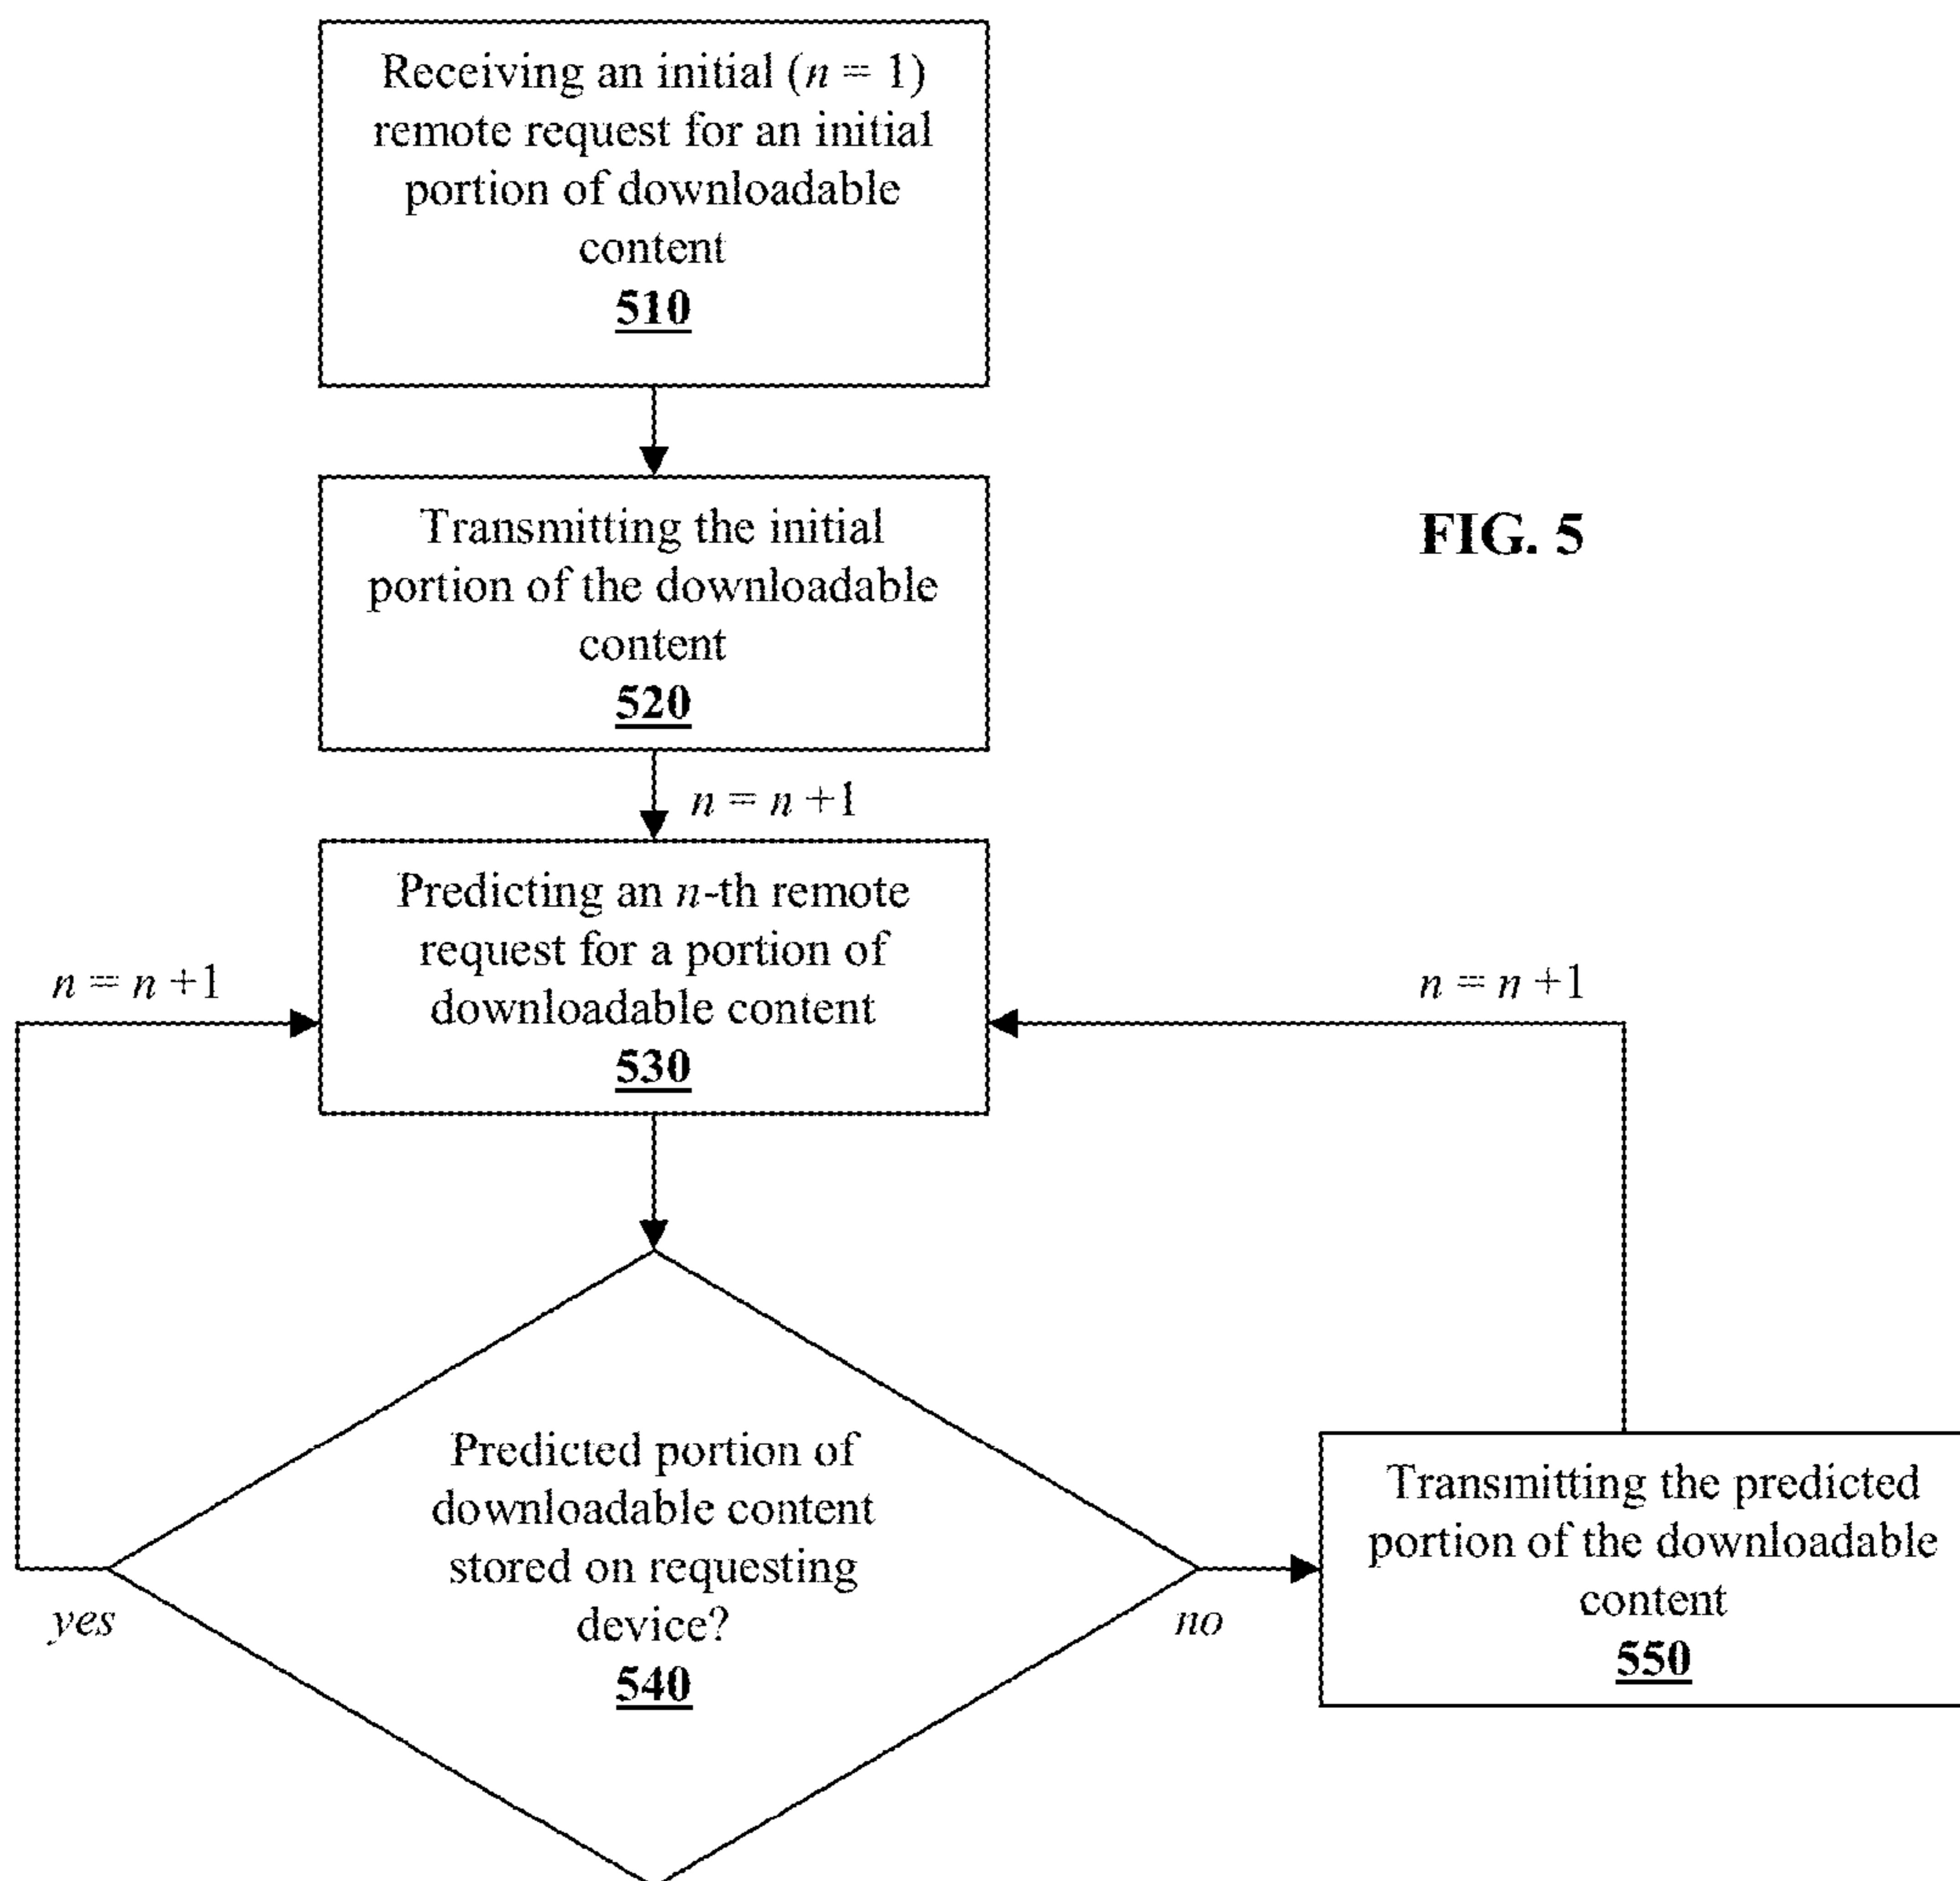 Receiving an initial (n = 1)
remote request for an initial
portion of downloadable
content
510
Transmitting the initial
portion of the downloadable
content
520
FIG. 5
n = n +1
Predicting an n-th remote
request for a portion of
downloadable content
530
n = n +1
n = n +1
Predicted portion of
downloadable content
stored on requesting
device?
540
yes
no
Transmitting the predicted
portion of the downloadable
content
550